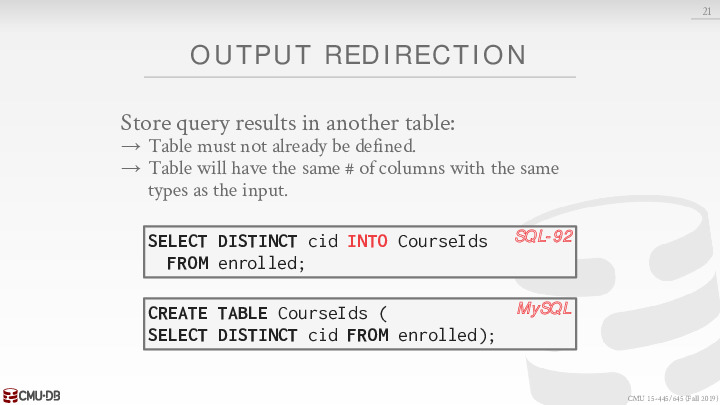 21
OUTPUT REDIRECTION
Store query results in another table:
→ Table must not already be defined.
→ Table will have the same # of columns with the same
types as the input.
SELECT DISTINCT cid INTO CourseIds
FROM enrolled;
SQL-92
CREATE TABLE CourseIds (
SELECT DISTINCT cid FROM enrolled);
MySQL
CMU·DB
CMU 15-445/645 (Fall 2019)